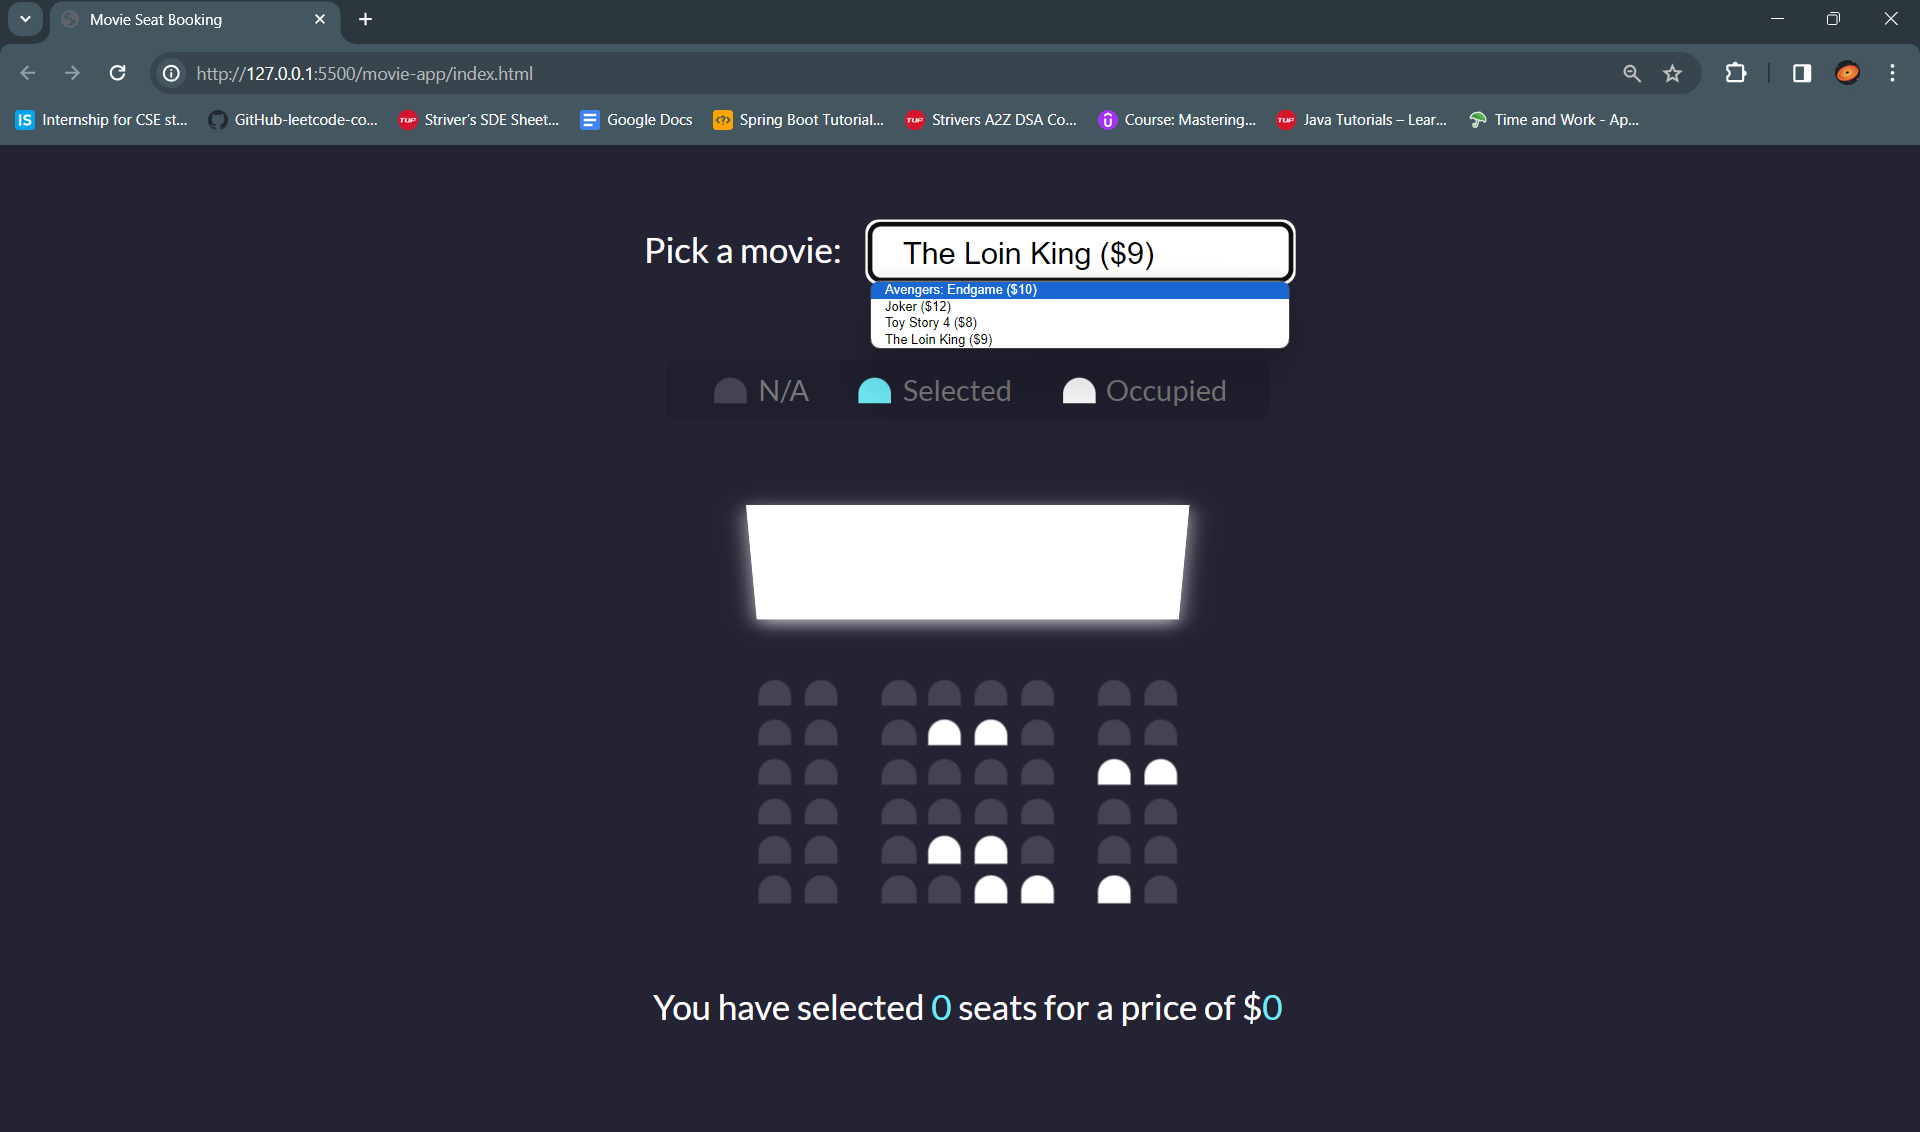 Movie Seat Booking
http://127.0.0.1:5500/movie-app/index.html
IS Internship for CSE st... GitHub-leetcode-co... TUF Striver's SDE Sheet... Google Docs Spring Boot Tutorial... TUF Strivers A2Z DSA Co... Course: Mastering... TUF Java Tutorials – Lear... Time and Work - Ap...
Pick a movie: The Loin King ($9)
Avengers: Endgame ($10)
Joker ($12)
Toy Story 4 ($8)
The Loin King ($9)
N/A Selected Occupied
You have selected 0 seats for a price of $0